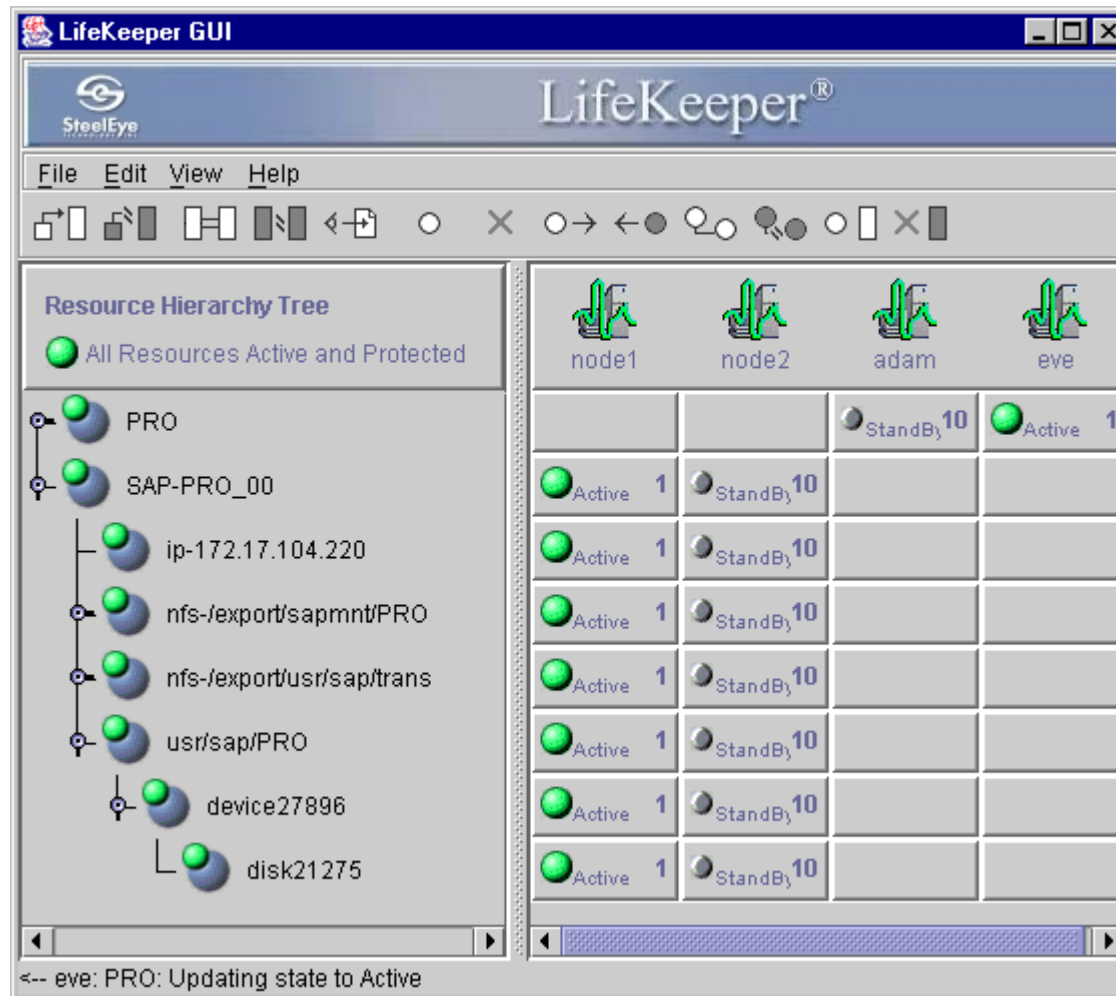 LifeKeeper GUI
SteelEye
LifeKeeper®
File Edit View Help
Resource Hierarchy Tree
All Resources Active and Protected
node1 node2 adam eve
PRO StandBy 10 Active 1
SAP-PRO_00 Active 1 StandBy 10
ip-172.17.104.220 Active 1 StandBy 10
nfs-/export/sapmnt/PRO Active 1 StandBy 10
nfs-/export/usr/sap/trans Active 1 StandBy 10
usr/sap/PRO Active 1 StandBy 10
device27896 Active 1 StandBy 10
disk21275 Active 1 StandBy 10
<-- eve: PRO: Updating state to Active